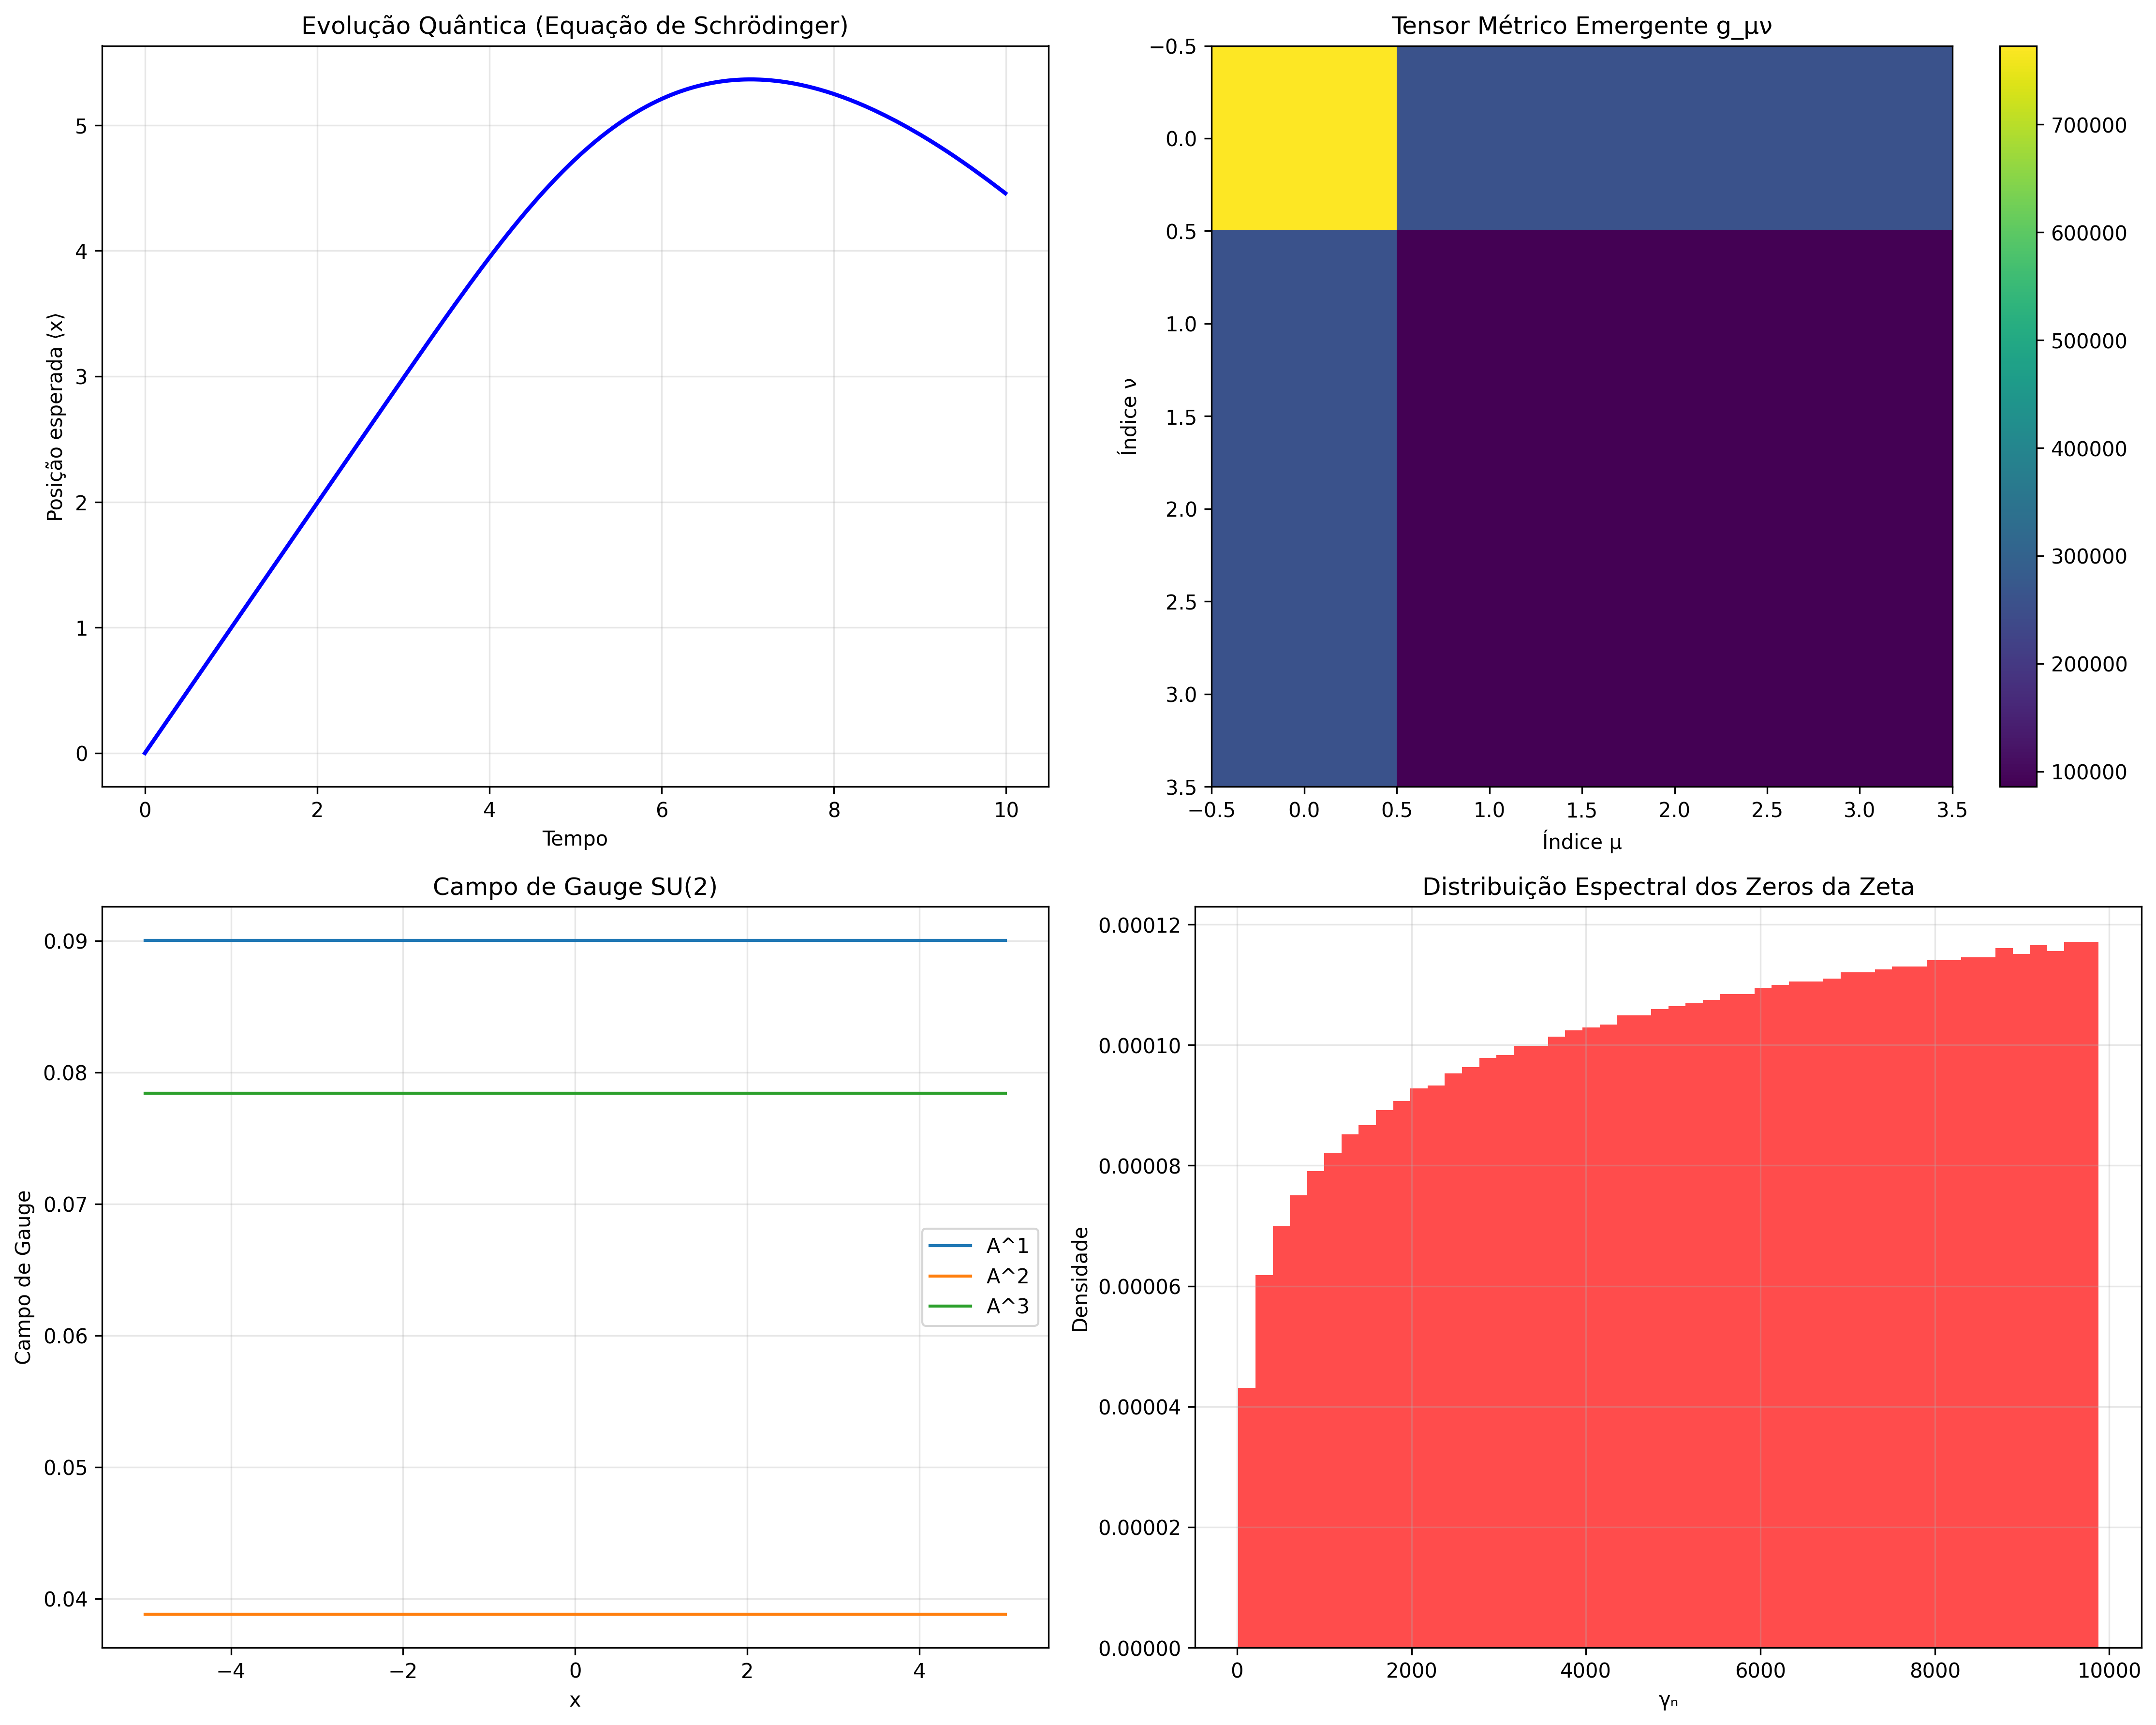 Evolução Quântica (Equação de Schrödinger)
Posição esperada ⟨x⟩
5
4
3
2
1
0
0 2 4 6 8 10
Tempo
Tensor Métrico Emergente g_μν
Índice ν
−0.5
0.0
0.5
1.0
1.5
2.0
2.5
3.0
3.5
−0.5 0.0 0.5 1.0 1.5 2.0 2.5 3.0 3.5
Índice μ
700000
600000
500000
400000
300000
200000
100000
Campo de Gauge SU(2)
Campo de Gauge
0.09
0.08
0.07
0.06
0.05
0.04
A^1
A^2
A^3
−4 −2 0 2 4
x
Distribuição Espectral dos Zeros da Zeta
Densidade
0.00012
0.00010
0.00008
0.00006
0.00004
0.00002
0.00000
0 2000 4000 6000 8000 10000
γₙ